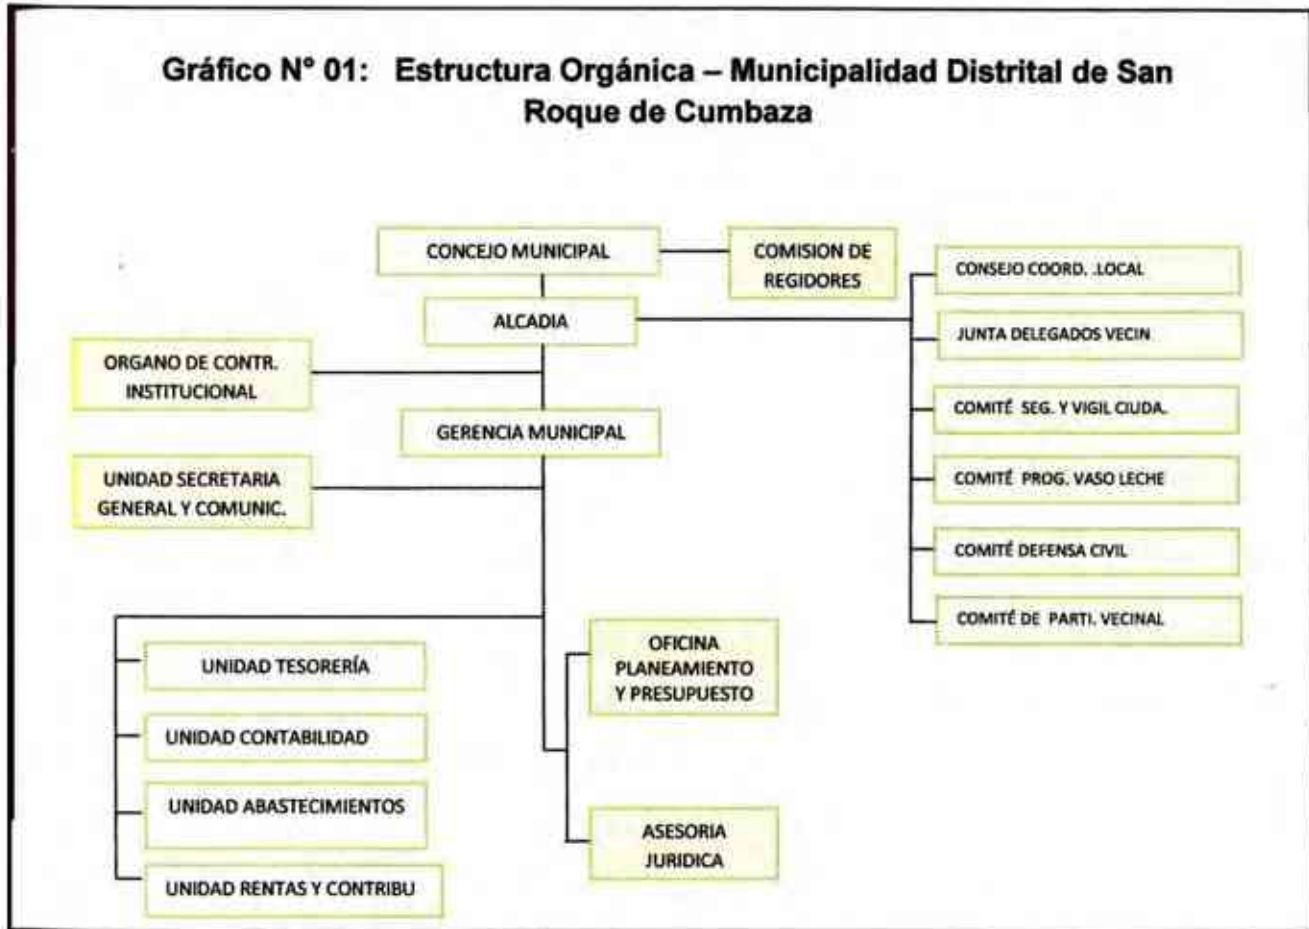 Gráfico N° 01: Estructura Orgánica – Municipalidad Distrital de San
Roque de Cumbaza
CONCEJO MUNICIPAL
COMISION DE
REGIDORES
CONSEJO COORD. .LOCAL
ALCADIA
JUNTA DELEGADOS VECIN
ORGANO DE CONTR.
INSTITUCIONAL
COMITÉ SEG. Y VIGIL CIUDA.
GERENCIA MUNICIPAL
UNIDAD SECRETARIA
GENERAL Y COMUNIC.
COMITÉ PROG. VASO LECHE
COMITÉ DEFENSA CIVIL
COMITÉ DE PARTI. VECINAL
OFICINA
PLANEAMIENTO
Y PRESUPUESTO
UNIDAD TESORERÍA
UNIDAD CONTABILIDAD
UNIDAD ABASTECIMIENTOS
ASESORIA
JURIDICA
UNIDAD RENTAS Y CONTRIBU